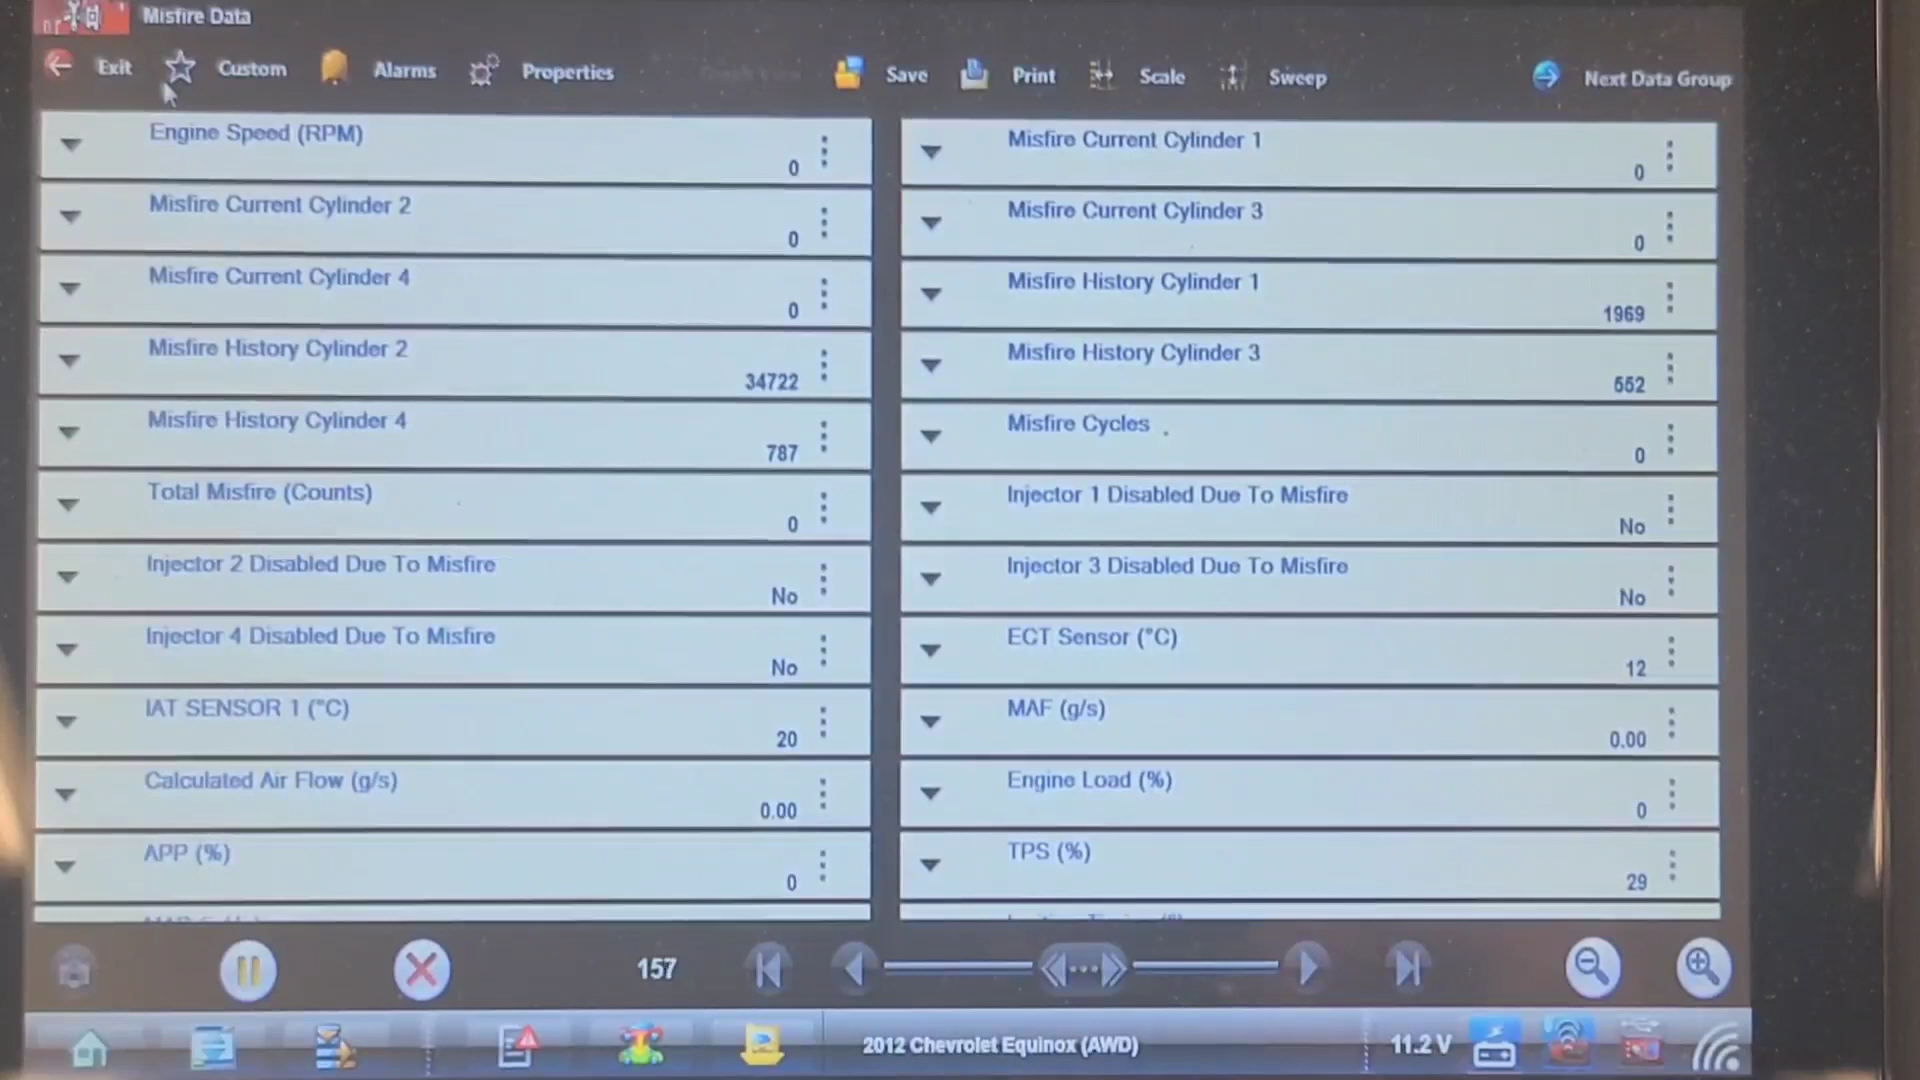 Misfire Data
Exit Custom Alarms Properties Save Print Scale Sweep Next Data Group
Engine Speed (RPM)
0
Misfire Current Cylinder 1
0
Misfire Current Cylinder 2
0
Misfire Current Cylinder 3
0
Misfire Current Cylinder 4
0
Misfire History Cylinder 1
1969
Misfire History Cylinder 2
34722
Misfire History Cylinder 3
552
Misfire History Cylinder 4
787
Misfire Cycles
0
Total Misfire (Counts)
0
Injector 1 Disabled Due To Misfire
No
Injector 2 Disabled Due To Misfire
No
Injector 3 Disabled Due To Misfire
No
Injector 4 Disabled Due To Misfire
No
ECT Sensor (°C)
12
IAT SENSOR 1 (°C)
20
MAF (g/s)
0.00
Calculated Air Flow (g/s)
0.00
Engine Load (%)
0
APP (%)
0
TPS (%)
29
157
2012 Chevrolet Equinox (AWD)
11.2 V